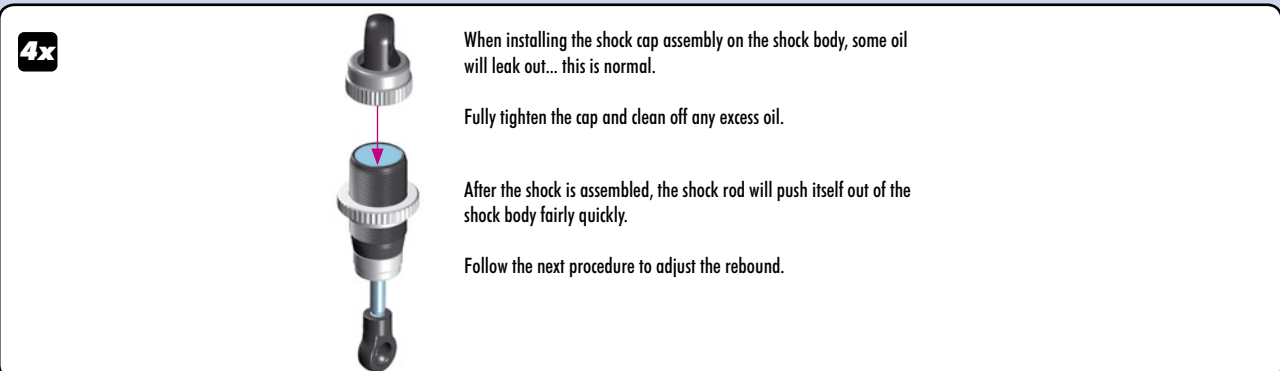 4x
When installing the shock cap assembly on the shock body, some oil
will leak out... this is normal.
Fully tighten the cap and clean off any excess oil.
After the shock is assembled, the shock rod will push itself out of the
shock body fairly quickly.
Follow the next procedure to adjust the rebound.